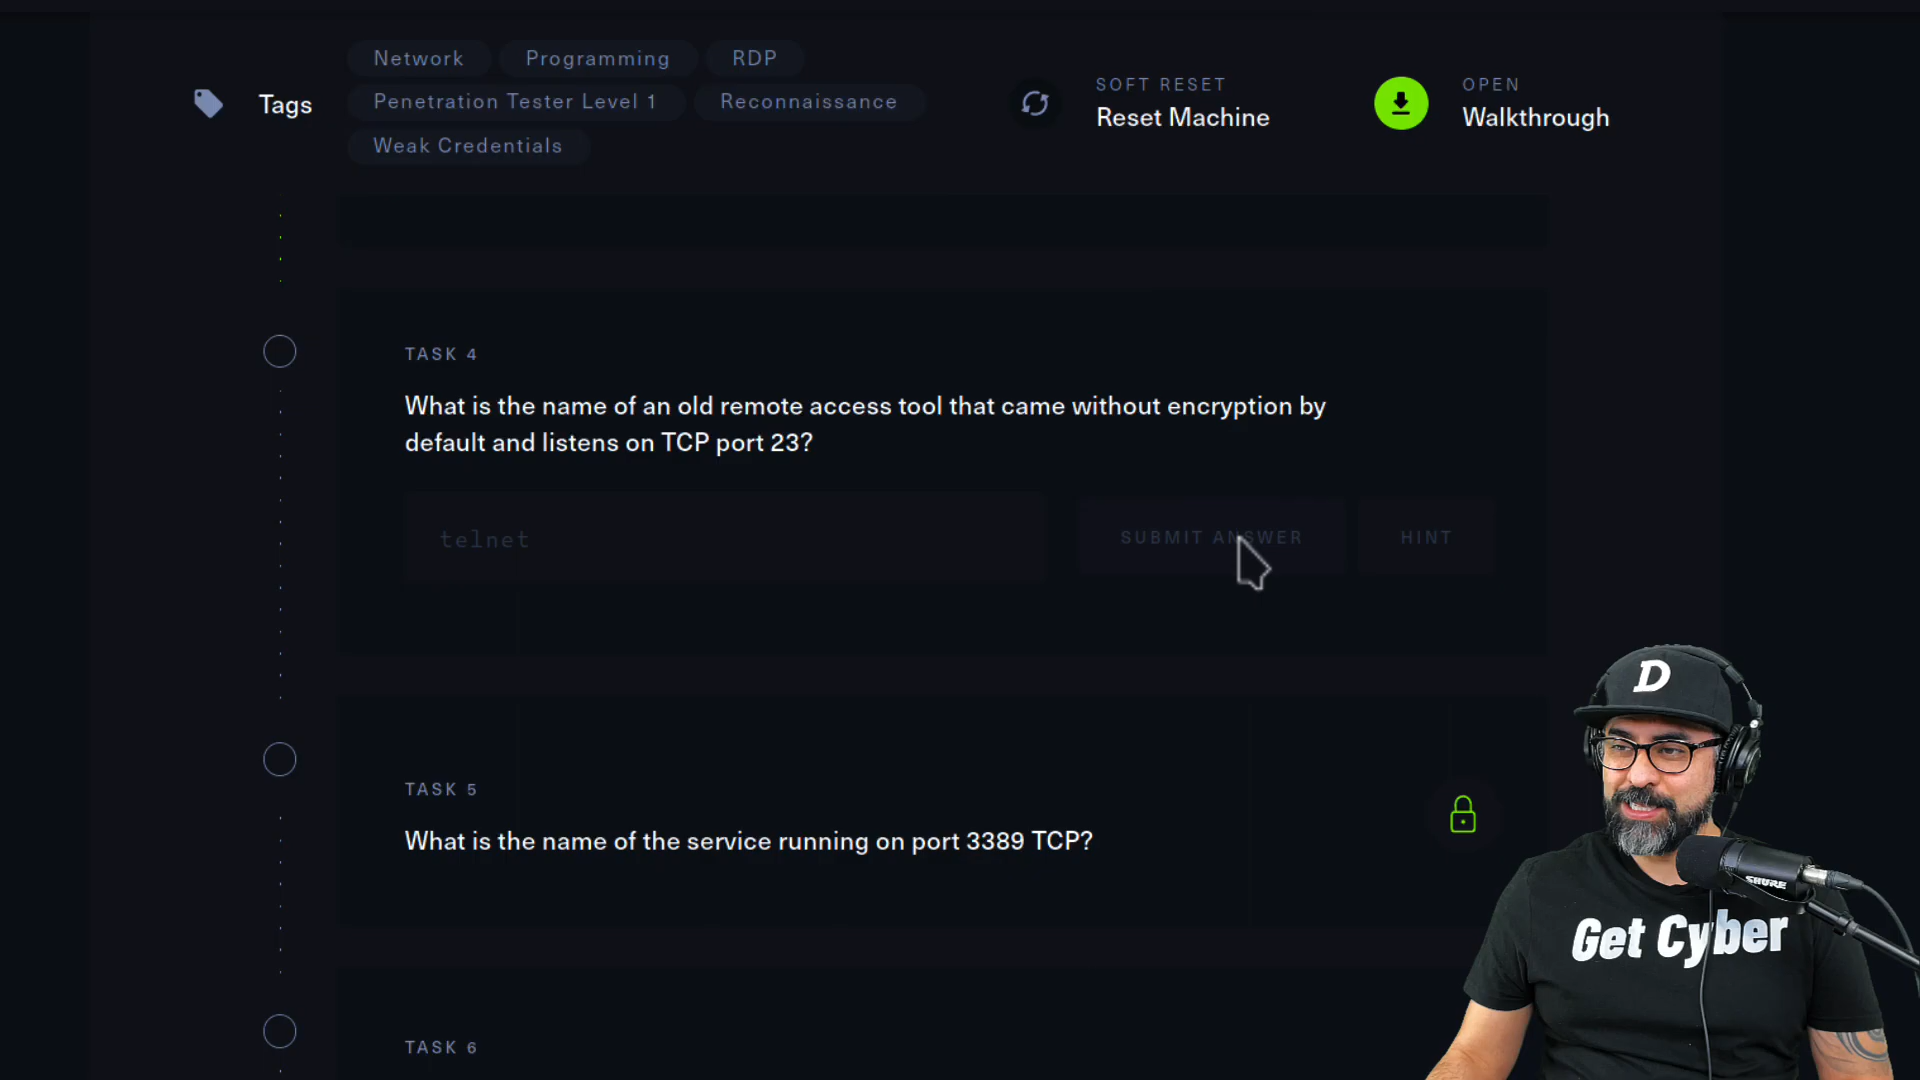 Network Programming RDP
Tags
Penetration Tester Level 1 Reconnaissance
Weak Credentials
SOFT RESET
Reset Machine
OPEN
Walkthrough
TASK 4
What is the name of an old remote access tool that came without encryption by
default and listens on TCP port 23?
telnet
SUBMIT ANSWER
HINT
TASK 5
What is the name of the service running on port 3389 TCP?
TASK 6
D
SHURE
Get Cyber